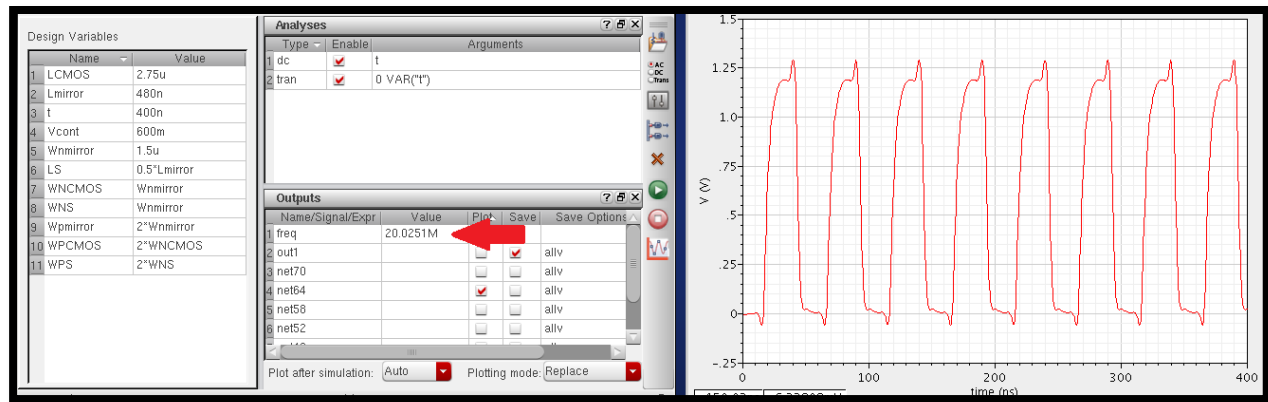 Design Variables
Name Value
1 LCMOS 2.75u
2 Lmirror 480n
3 t 400n
4 Vcont 600m
5 Wnmirror 1.5u
6 LS 0.5*Lmirror
7 WNCMOS Wnmirror
8 WNS Wnmirror
9 Wpmirror 2*Wnmirror
10 WPCMOS 2*WNCMOS
11 WPS 2*WNS
Analyses
Type Enable Arguments
1 dc t
2 tran 0 VAR("t")
Outputs
Name/Signal/Expr Value Plot Save Save Options
1 freq 20.0251M
2 out1 allv
3 net70 allv
4 net64 allv
5 net58 allv
6 net52 allv
Plot after simulation: Auto Plotting mode: Replace
AC
DC
Trans
1.5
1.25
1.0
.75
.5
.25
0
-.25
V (V)
0 100 200 300 400
time (ns)